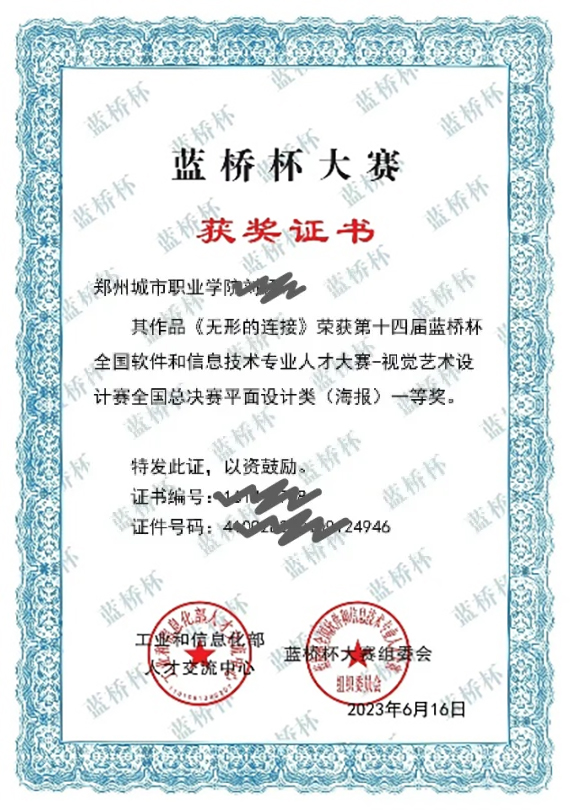 蓝桥杯大赛
获奖证书
郑州城市职业学院
其作品《无形的连接》荣获第十四届蓝桥杯
全国软件和信息技术专业人才大赛-视觉艺术设
计赛全国总决赛平面设计类（海报）一等奖。
特发此证，以资鼓励。
证书编号：
证件号码：24946
工业和信息化部
人才交流中心
蓝桥杯大赛组委会
组织委员会
2023年6月16日